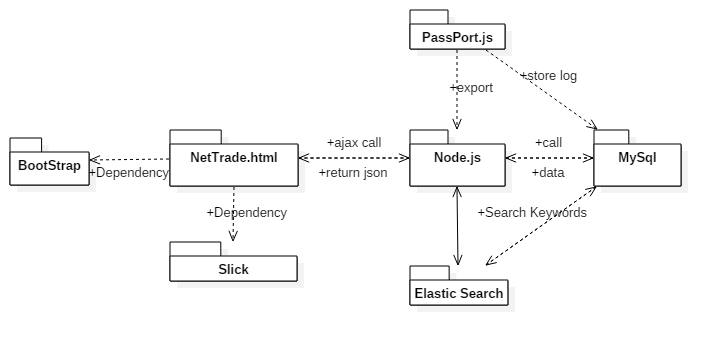 PassPort.js
+store log
+export
+ajax call
+call
BootStrap
NetTrade.html
Node.js
MySql
+Dependency
+return json
+data
+Dependency
+Search Keywords
Slick
Elastic Search